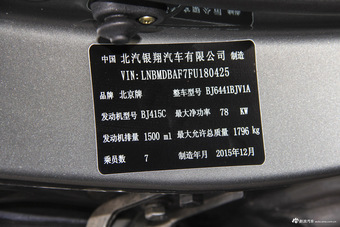 中国 北汽银翔汽车有限公司 制造
VIN: LNBMDBAF7FU180425
品牌 北京牌 整车型号 BJ6441BJV1A
发动机型号 BJ415C 最大净功率 78 KW
发动机排量 1500 ml 最大允许总质量 1796 kg
乘员数 7 制造年月 2015年12月